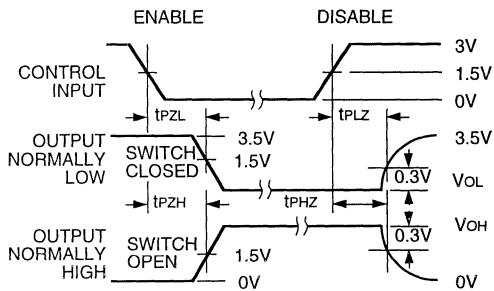 ENABLE DISABLE
CONTROL INPUT
3V
1.5V
0V
tPZL tPLZ
OUTPUT NORMALLY LOW
SWITCH CLOSED
3.5V
1.5V
3.5V
0.3V
VOL
tPZH tPHZ
OUTPUT NORMALLY HIGH
SWITCH OPEN
1.5V
0V
VOH
0.3V
0V